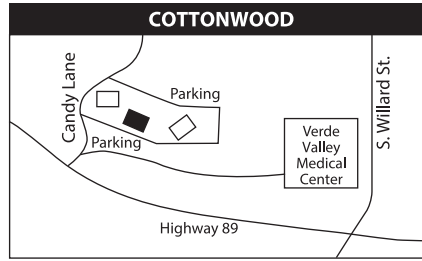 COTTONWOOD
Candy Lane
Parking
Parking
Verde
Valley
Medical
Center
S. Willard St.
Highway 89